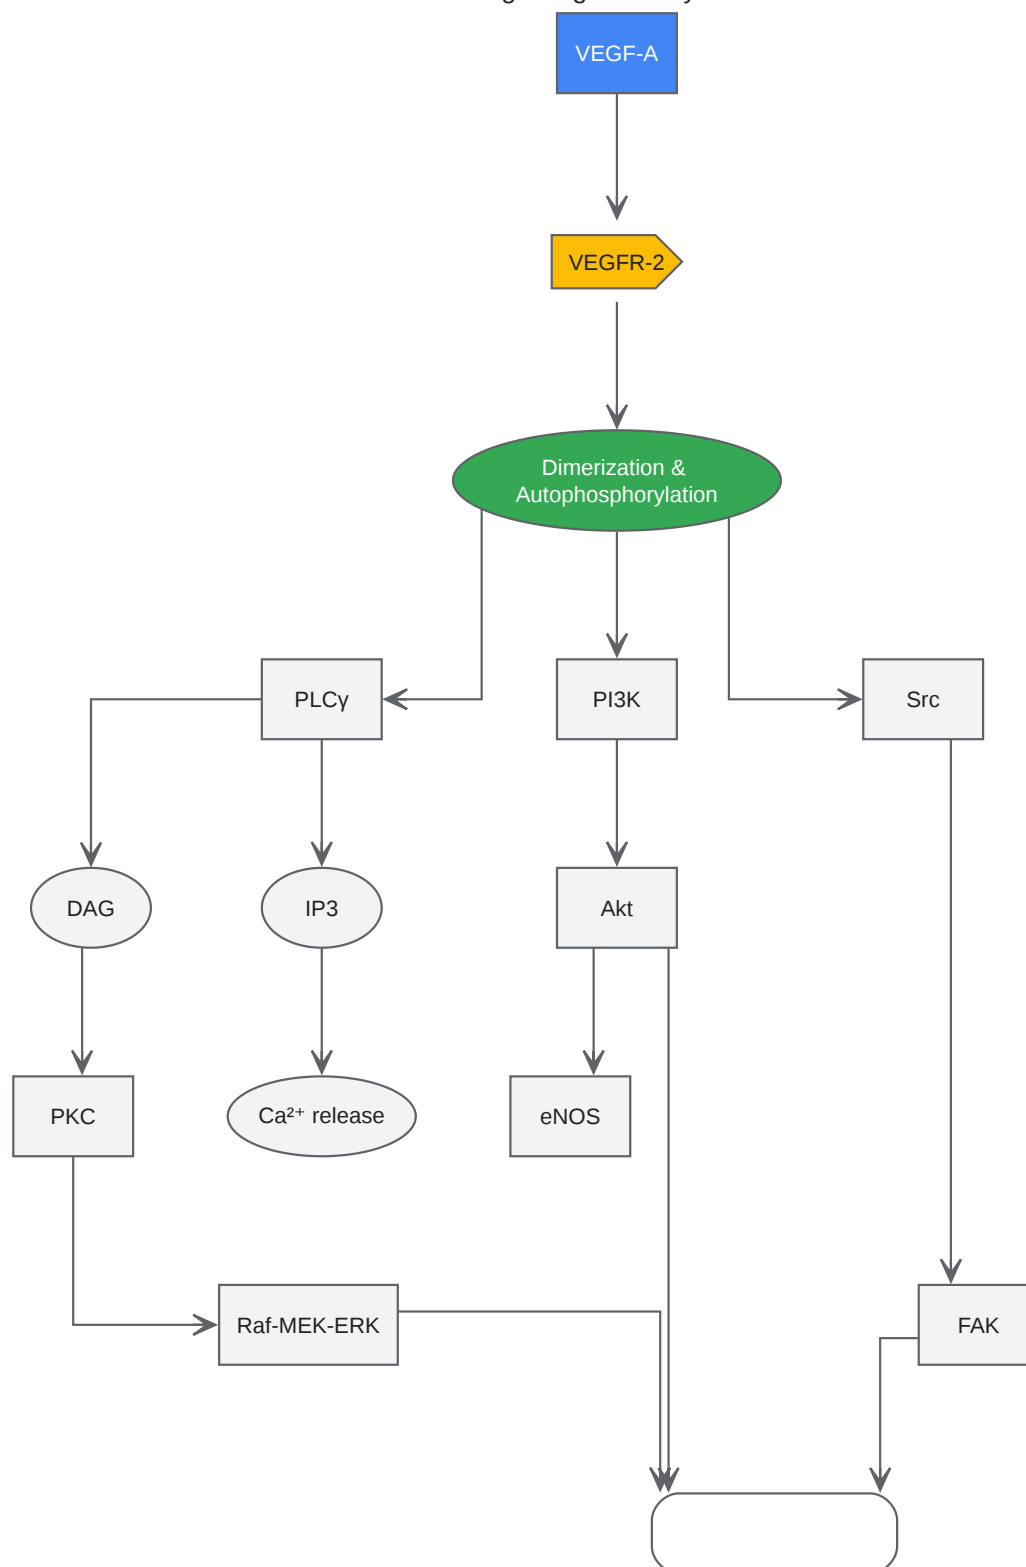 VEGF-A
VEGFR-2
Dimerization &
Autophosphorylation
PLCγ
PI3K
Src
DAG
IP3
Akt
PKC
Ca²⁺ release
eNOS
Raf-MEK-ERK
FAK